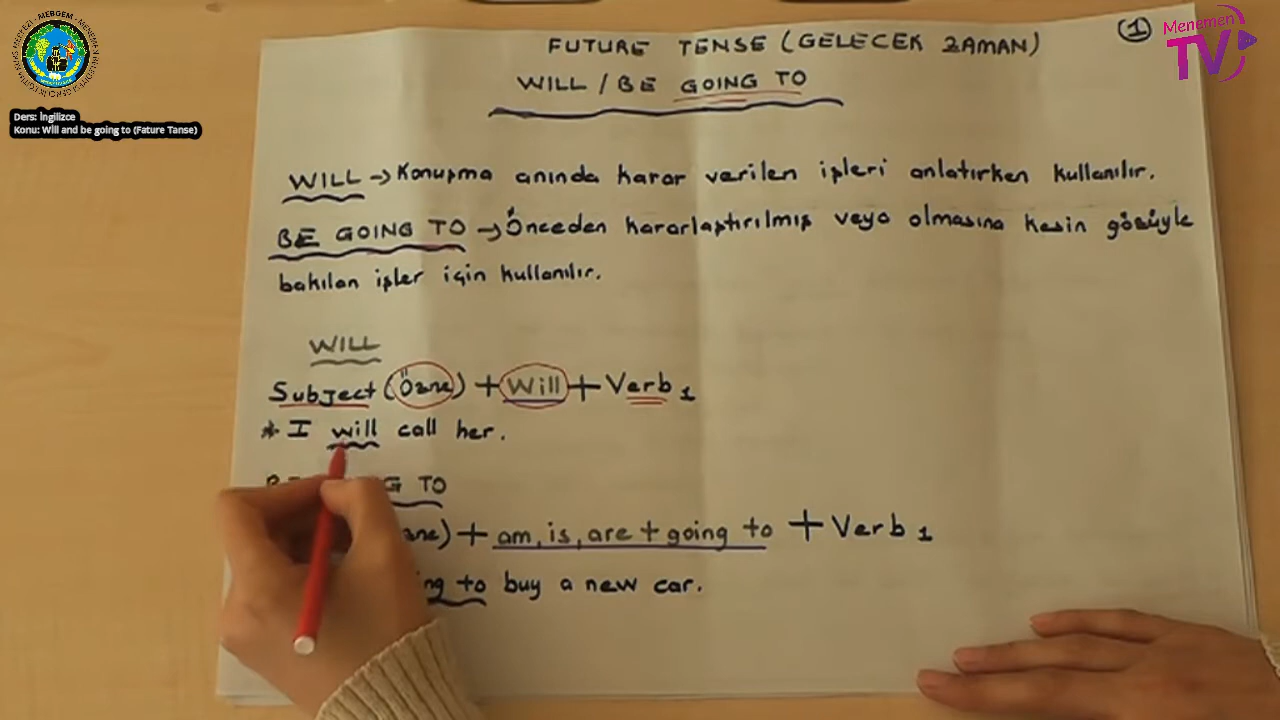 MEBGEM - MENEMEN
Menemen
TV
Ders: İngilizce
Konu: Will and be going to (Fature Tanse)
1
FUTURE TENSE (GELECEK ZAMAN)
WILL / BE GOING TO
WILL → Konuşma anında karar verilen işleri anlatırken kullanılır.
BE GOING TO → Önceden kararlaştırılmış veya olmasına kesin gözüyle
bakılan işler için kullanılır.
WILL
Subject (Özne) + Will + Verb 1
* I will call her.
G TO
+ am, is, are + going to + Verb 1
to buy a new car.